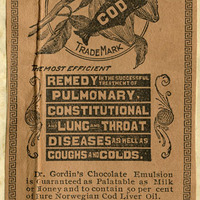 COD
TRADE MARK
THE MOST EFFICIENT
REMEDY IN THE SUCCESSFUL TREATMENT OF
PULMONARY,
CONSTITUTIONAL
AND LUNG AND THROAT
DISEASES AS WELL AS
COUGHS AND COLDS.
Dr. Gordin's Chocolate Emulsion
is Guaranteed as Palatable as Milk
or Honey and to contain 50 per cent
of Pure Norwegian Cod Liver Oil.